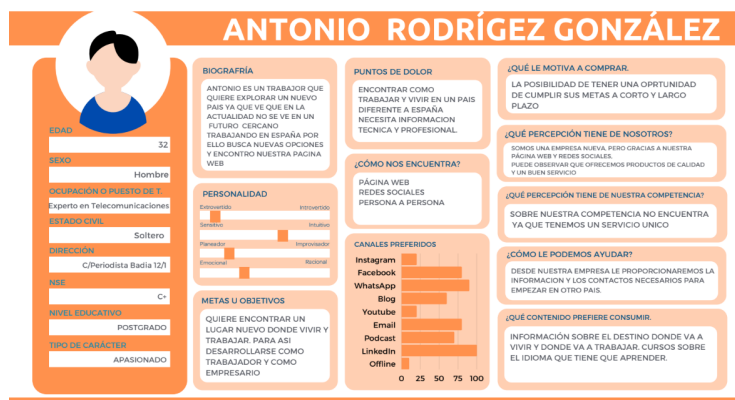 ANTONIO RODRÍGEZ GONZÁLEZ
EDAD
32
SEXO
Hombre
OCUPACIÓN O PUESTO DE T.
Experto en Telecomunicaciones
ESTADO CIVIL
Soltero
DIRECCIÓN
C/Periodista Badia 12/1
NSE
C+
NIVEL EDUCATIVO
POSTGRADO
TIPO DE CARÁCTER
APASIONADO
BIOGRAFÍA
ANTONIO ES UN TRABAJOR QUE
QUIERE EXPLORAR UN NUEVO
PAIS YA QUE VE QUE EN LA
ACTUALIDAD NO SE VE EN UN
FUTURO CERCANO
TRABAJANDO EN ESPAÑA POR
ELLO BUSCA NUEVAS OPCIONES
Y ENCONTRO NUESTRA PAGINA
WEB
PERSONALIDAD
Extrovertido Introvertido
Sensitivo Intuitivo
Planeador Improvisador
Emocional Racional
METAS U OBJETIVOS
QUIERE ENCONTRAR UN
LUGAR NUEVO DONDE VIVIR Y
TRABAJAR. PARA ASI
DESARROLLARSE COMO
TRABAJADOR Y COMO
EMPRESARIO
PUNTOS DE DOLOR
ENCONTRAR COMO
TRABAJAR Y VIVIR EN UN PAIS
DIFERENTE A ESPAÑA
NECESITA INFORMACION
TECNICA Y PROFESIONAL.
¿CÓMO NOS ENCUENTRA?
PÁGINA WEB
REDES SOCIALES
PERSONA A PERSONA
CANALES PREFERIDOS
Instagram
Facebook
WhatsApp
Blog
Youtube
Email
Podcast
LinkedIn
Offline
0 25 50 75 100
¿QUÉ LE MOTIVA A COMPRAR.
LA POSIBILIDAD DE TENER UNA OPRTUNIDAD
DE CUMPLIR SUS METAS A CORTO Y LARGO
PLAZO
¿QUÉ PERCEPCIÓN TIENE DE NOSOTROS?
SOMOS UNA EMPRESA NUEVA, PERO GRACIAS A NUESTRA
PÁGINA WEB Y REDES SOCIALES,
PUEDE OBSERVAR QUE OFRECEMOS PRODUCTOS DE CALIDAD
Y UN BUEN SERVICIO
¿QUÉ PERCEPCIÓN TIENE DE NUESTRA COMPETENCIA?
SOBRE NUESTRA COMPETENCIA NO ENCUENTRA
YA QUE TENEMOS UN SERVICIO UNICO
¿CÓMO LE PODEMOS AYUDAR?
DESDE NUESTRA EMPRESA LE PROPORCIONAREMOS LA
INFORMACION Y LOS CONTACTOS NECESARIOS PARA
EMPEZAR EN OTRO PAIS.
¿QUÉ CONTENIDO PREFIERE CONSUMIR.
INFORMACIÓN SOBRE EL DESTINO DONDE VA A
VIVIR Y DONDE VA A TRABAJAR. CURSOS SOBRE
EL IDIOMA QUE TIENE QUE APRENDER.